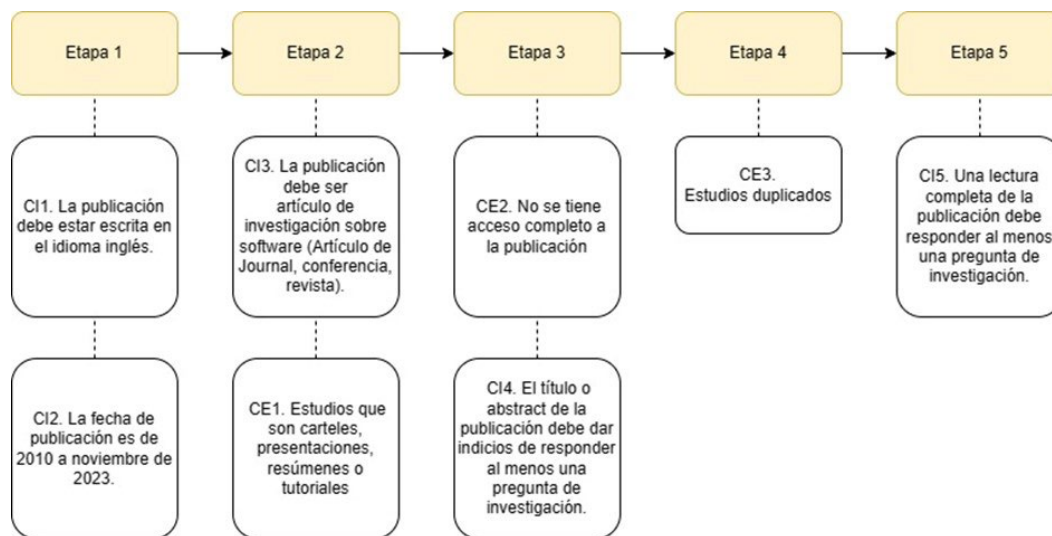 Etapa 1
Etapa 2
Etapa 3
Etapa 4
Etapa 5
CI1. La publicación
debe estar escrita en
el idioma inglés.
CI3. La publicación
debe ser
artículo de
investigación sobre
software (Artículo de
Journal, conferencia,
revista).
CE2. No se tiene
acceso completo a
la publicación
CE3.
Estudios duplicados
CI5. Una lectura
completa de la
publicación debe
responder al menos
una pregunta de
investigación.
CI2. La fecha de
publicación es de
2010 a noviembre de
2023.
CE1. Estudios que
son carteles,
presentaciones,
resúmenes o
tutoriales
CI4. El título o
abstract de la
publicación debe dar
indicios de responder
al menos una
pregunta de
investigación.